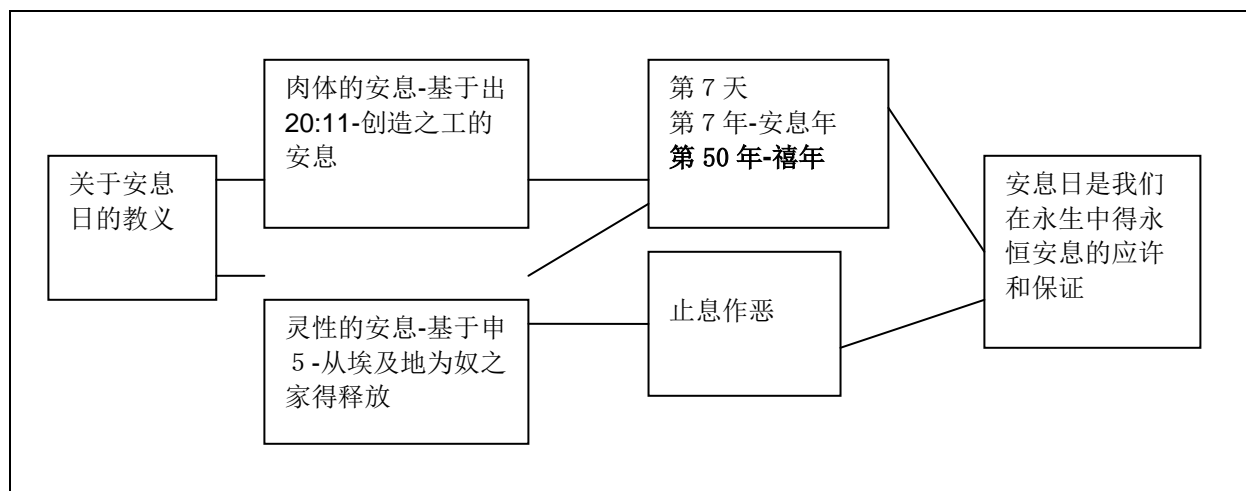 关于安息
日的教义
肉体的安息-基于出
20:11-创造之工的
安息
灵性的安息-基于申
５-从埃及地为奴之
家得释放
第７天
第７年-安息年
第 50 年-禧年
止息作恶
安息日是我们
在永生中得永
恒安息的应许
和保证